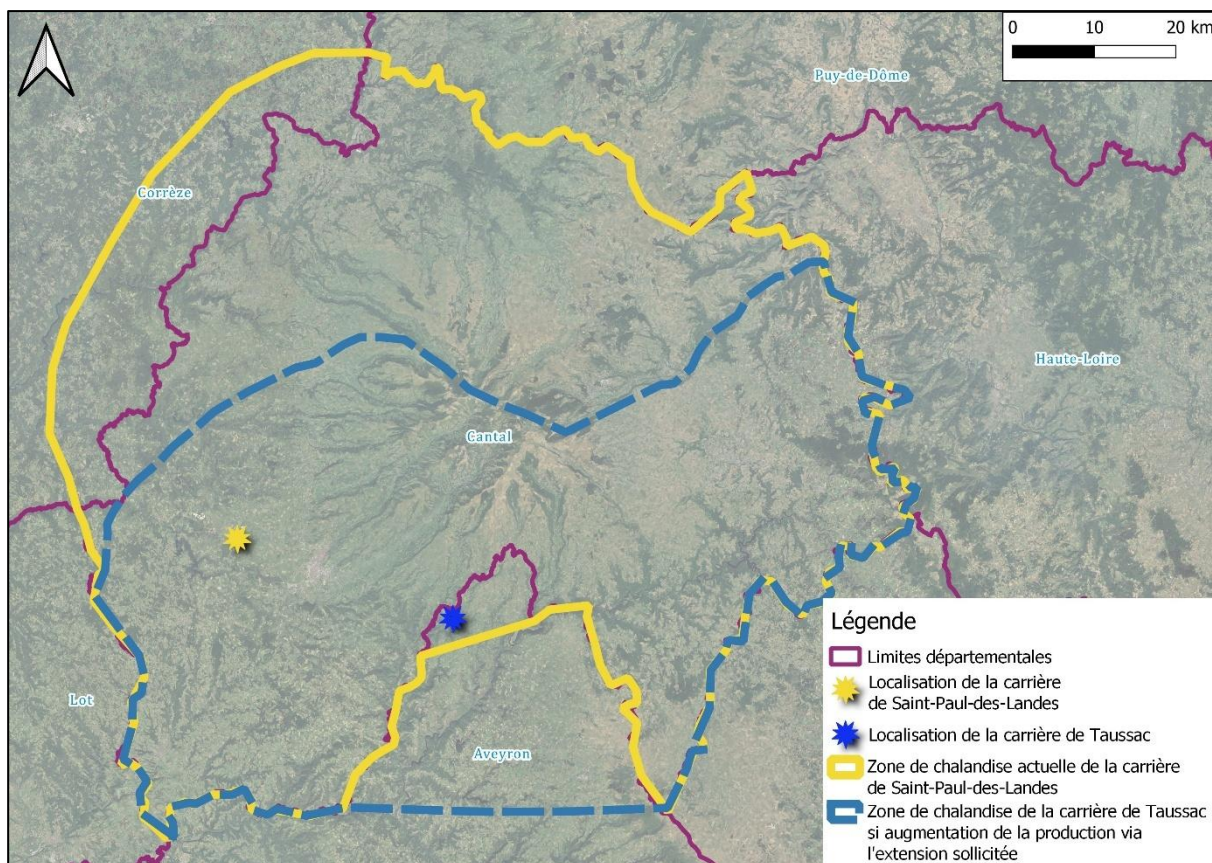 0 10 20 km
Puy-de-Dôme
Corrèze
Haute-Loire
Cantal
Lot
Aveyron
Légende
Limites départementales
Localisation de la carrière
de Saint-Paul-des-Landes
Localisation de la carrière de Taussac
Zone de chalandise actuelle de la carrière
de Saint-Paul-des-Landes
Zone de chalandise de la carrière de Taussac
si augmentation de la production via
l'extension sollicitée